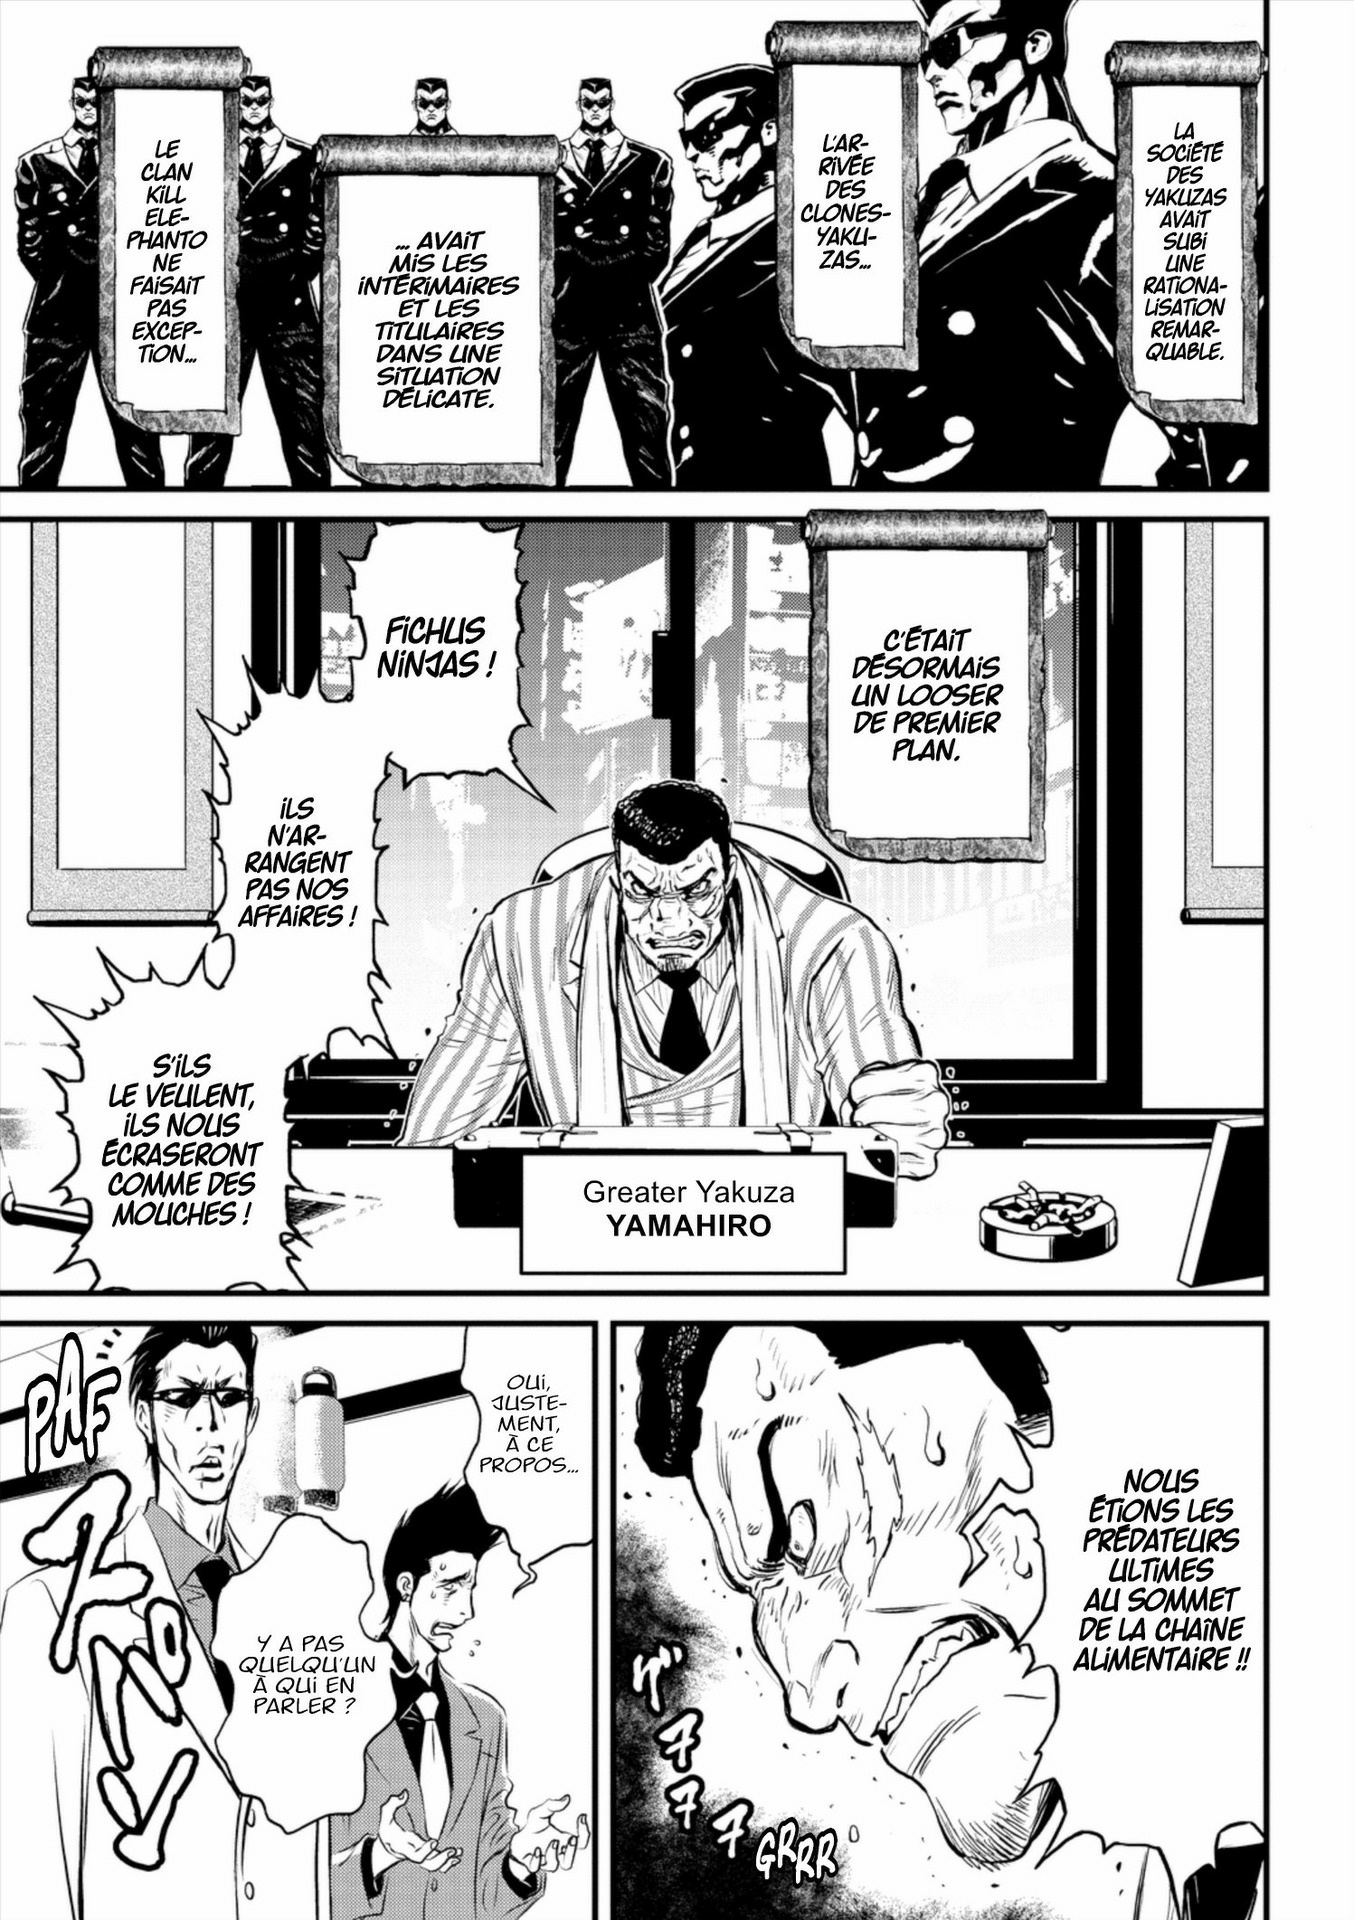 LA
SOCIÉTÉ
DES
YAKUZAS
AVAIT
SUBI
UNE
RATIONA-
LISATION
REMAR-
QUABLE.
L'AR-
RIVÉE
DES
CLONES-
YAKU-
ZAS...
... AVAIT
MIS LES
INTÉRIMAIRES
ET LES
TITULAIRES
DANS UNE
SITUATION
DÉLICATE.
LE
CLAN
KILL
ELE-
PHANTO
NE
FAISAIT
PAS
EXCEP-
TION...
C'ÉTAIT
DÉSORMAIS
UN LOOSER
DE PREMIER
PLAN.
FICHUS
NINJAS !
ILS
N'AR-
RANGENT
PAS NOS
AFFAIRES !
S'ILS
LE VEULENT,
ILS NOUS
ÉCRASERONT
COMME DES
MOUCHES !
Greater Yakuza
YAMAHIRO
NOUS
ÉTIONS LES
PRÉDATEURS
ULTIMES
AU SOMMET
DE LA CHAÎNE
ALIMENTAIRE !!
ググググ
GRRR
OUI,
JUSTE-
MENT,
À CE
PROPOS...
Y A PAS
QUELQU'UN
À QUI EN
PARLER ?
PAF